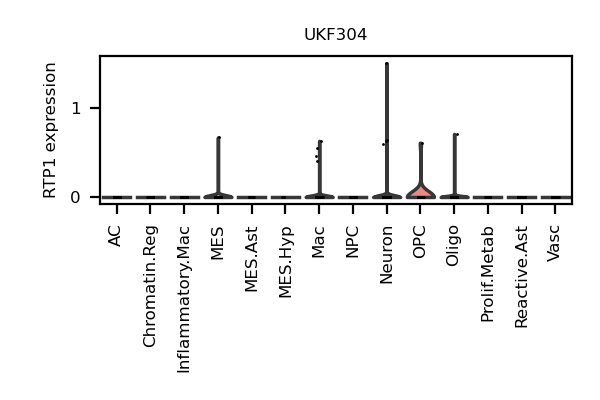 UKF304
RTP1 expression
1
0
AC
Chromatin.Reg
Inflammatory.Mac
MES
MES.Ast
MES.Hyp
Mac
NPC
Neuron
OPC
Oligo
Prolif.Metab
Reactive.Ast
Vasc